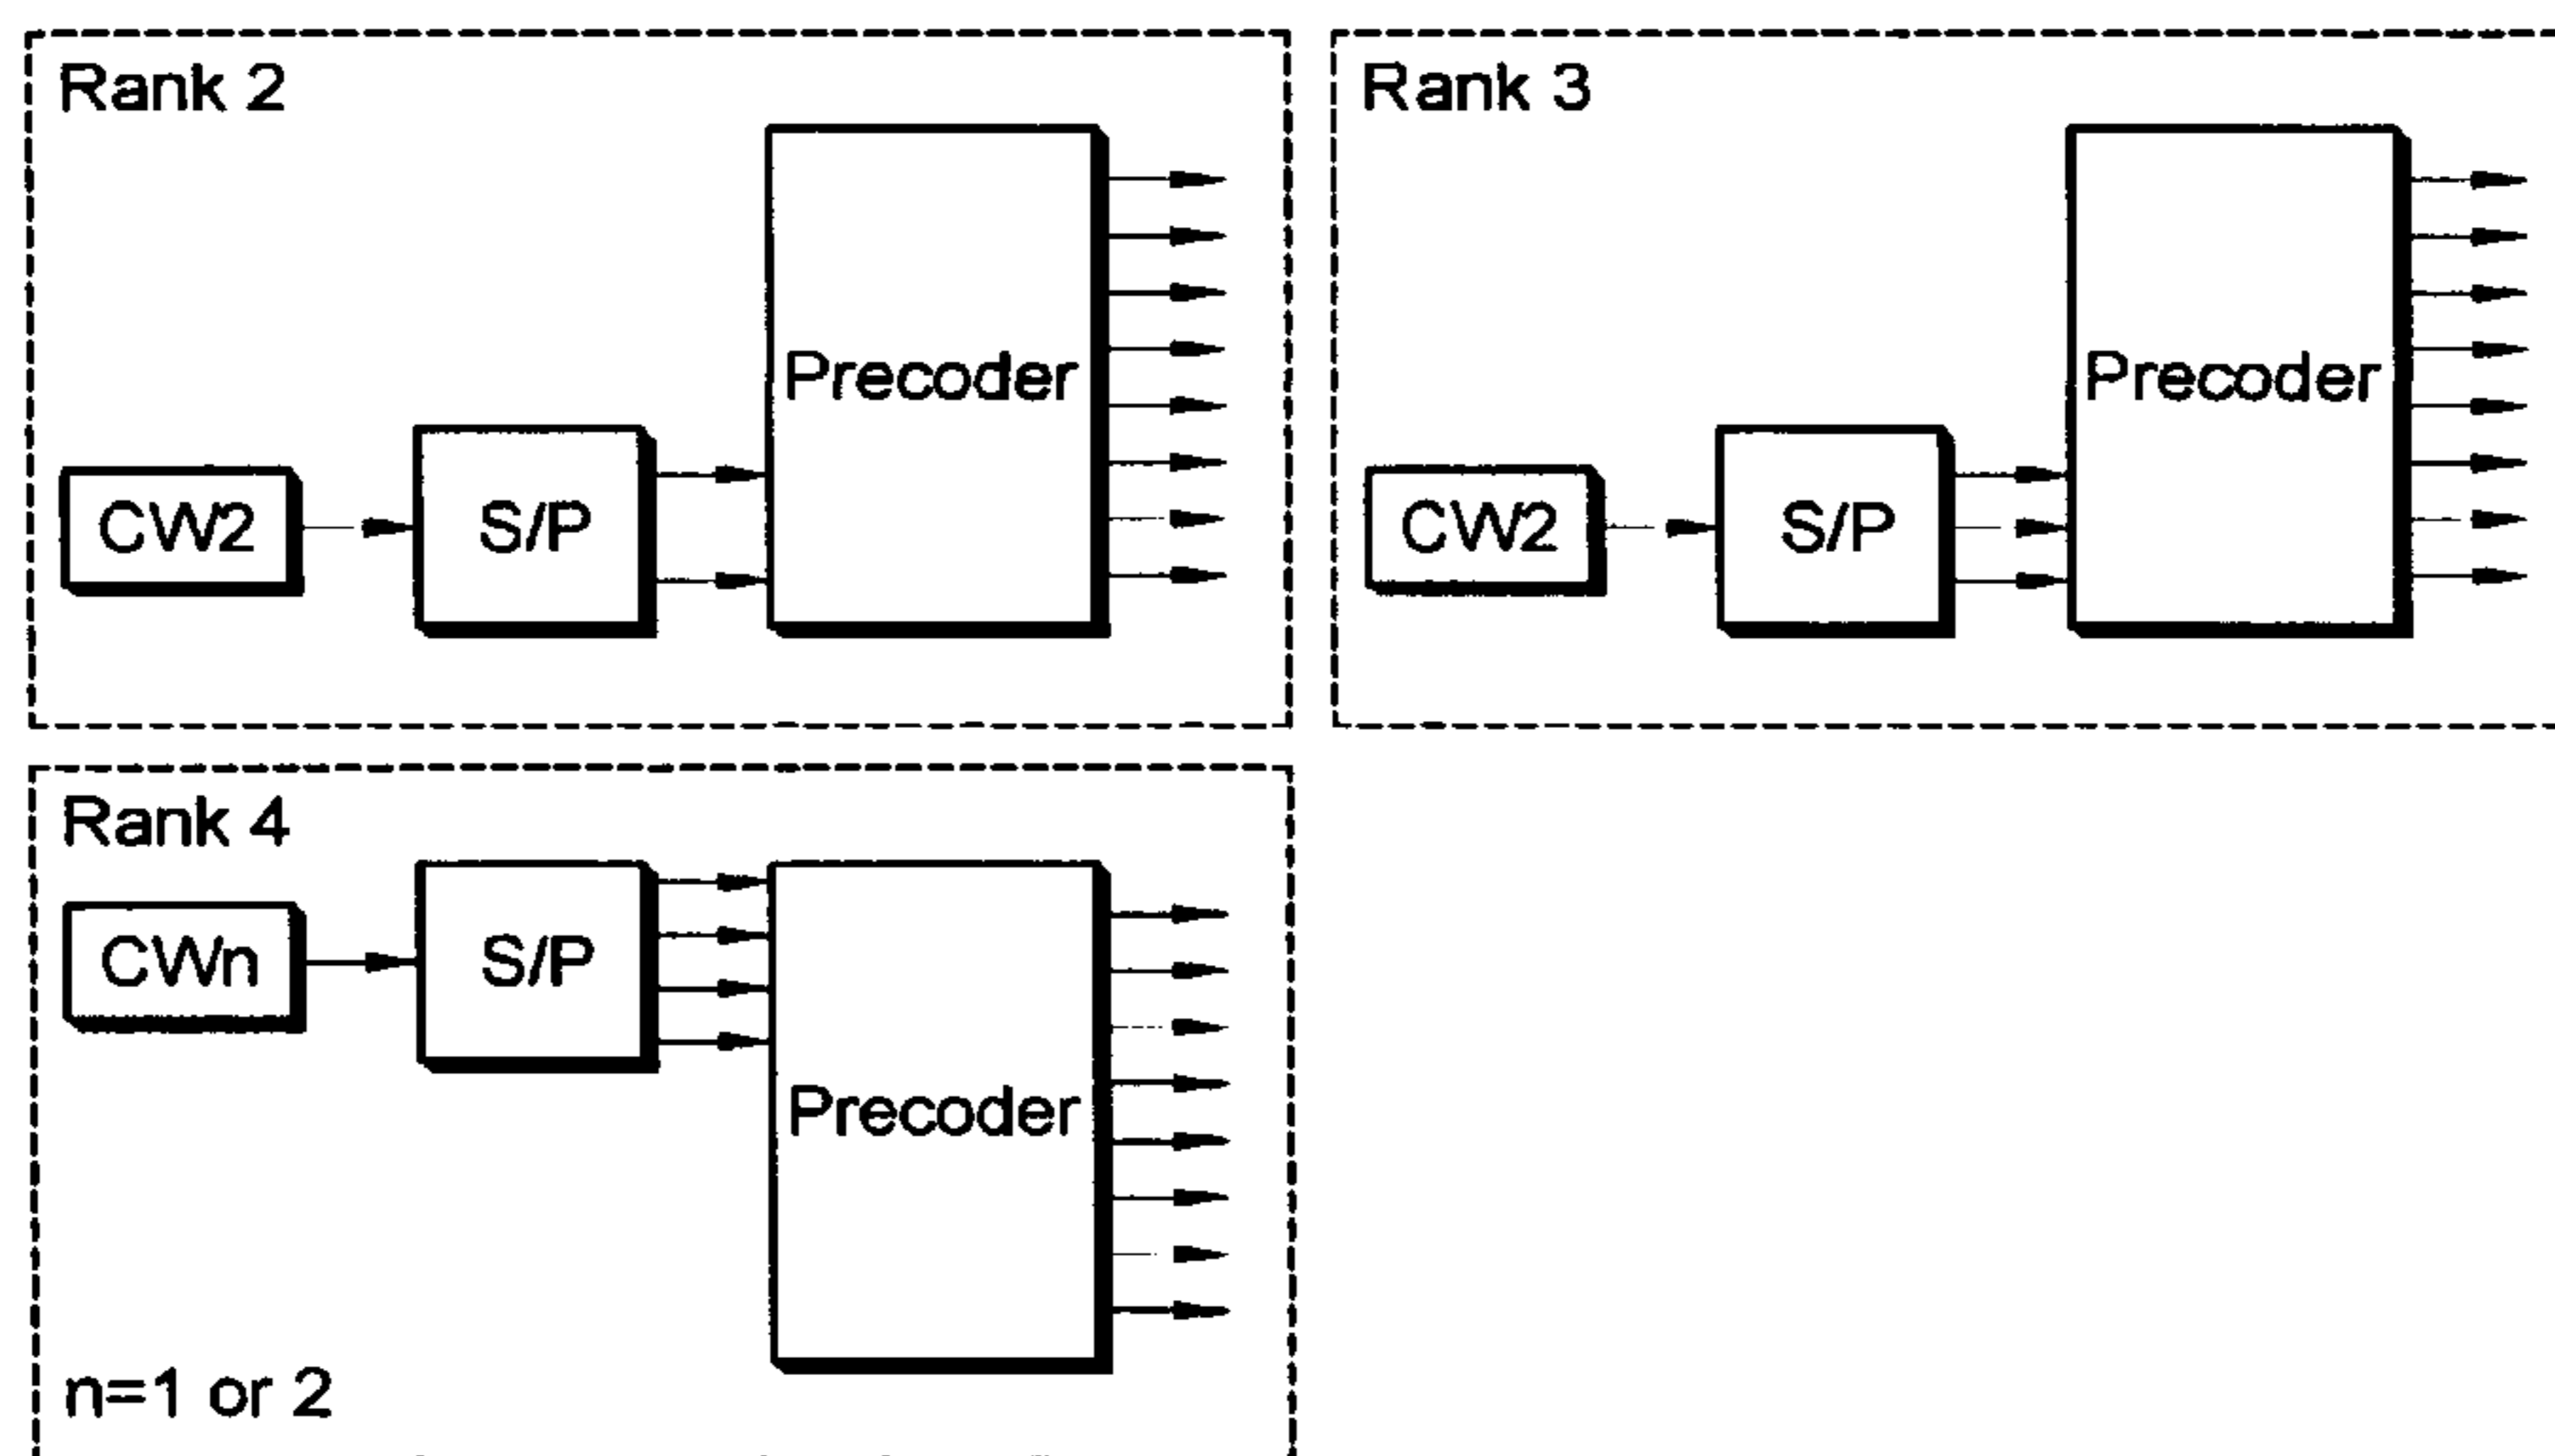 Rank 2
Precoder
CW2
S/P
Rank 3
Precoder
CW2
S/P
Rank 4
CWn
S/P
Precoder
n=1 or 2